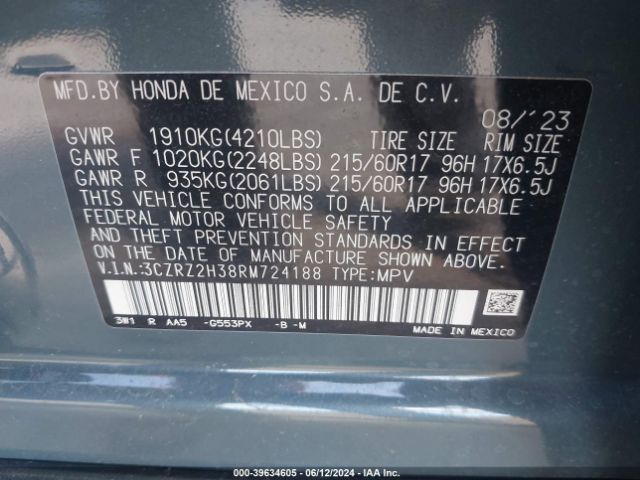 MFD.BY HONDA DE MEXICO S.A. DE C.V.
08/'23
GVWR 1910KG(4210LBS) TIRE SIZE RIM SIZE
GAWR F 1020KG(2248LBS) 215/60R17 96H 17X6.5J
GAWR R 935KG(2061LBS) 215/60R17 96H 17X6.5J
THIS VEHICLE CONFORMS TO ALL APPLICABLE
FEDERAL MOTOR VEHICLE SAFETY
AND THEFT PREVENTION STANDARDS IN EFFECT
ON THE DATE OF MANUFACTURE SHOWN ABOVE.
V.I.N.:3CZRZ2H38RM724188 TYPE:MPV
3W1 R AA5 -G553PX -B -M
MADE IN MEXICO
000-39634605 - 06/12/2024 - IAA Inc.